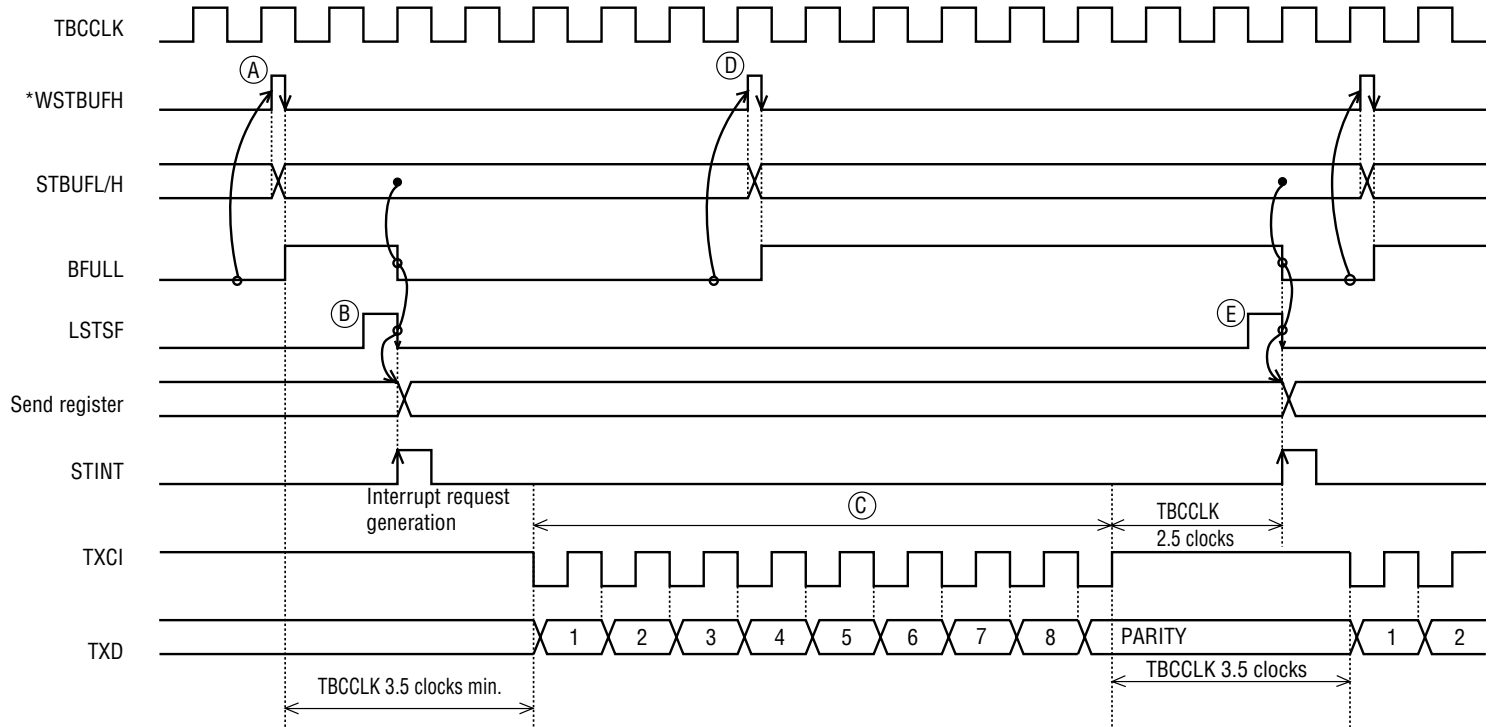 TBCCLK
A
D
*WSTBUFH
STBUFL/H
BFULL
B
E
LSTSF
Send register
STINT
Interrupt request
generation
C
TBCCLK
2.5 clocks
TXCI
TXD
1 2 3 4 5 6 7 8 PARITY 1 2
TBCCLK 3.5 clocks
TBCCLK 3.5 clocks min.